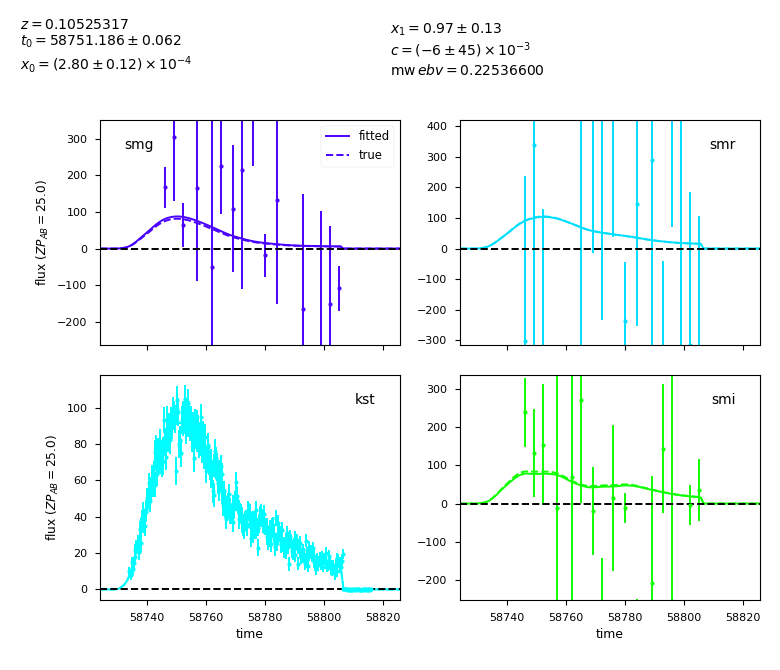 z = 0.10525317
t₀ = 58751.186 ± 0.062
x₀ = (2.80 ± 0.12) × 10⁻⁴
x₁ = 0.97 ± 0.13
c = (−6 ± 45) × 10⁻³
mw ebv = 0.22536600
smg
fitted
true
300
200
100
0
−100
−200
flux (ZP_AB = 25.0)
smr
400
300
200
100
0
−100
−200
−300
kst
100
80
60
40
20
0
flux (ZP_AB = 25.0)
58740 58760 58780 58800 58820
time
smi
300
200
100
0
−100
−200
58740 58760 58780 58800 58820
time